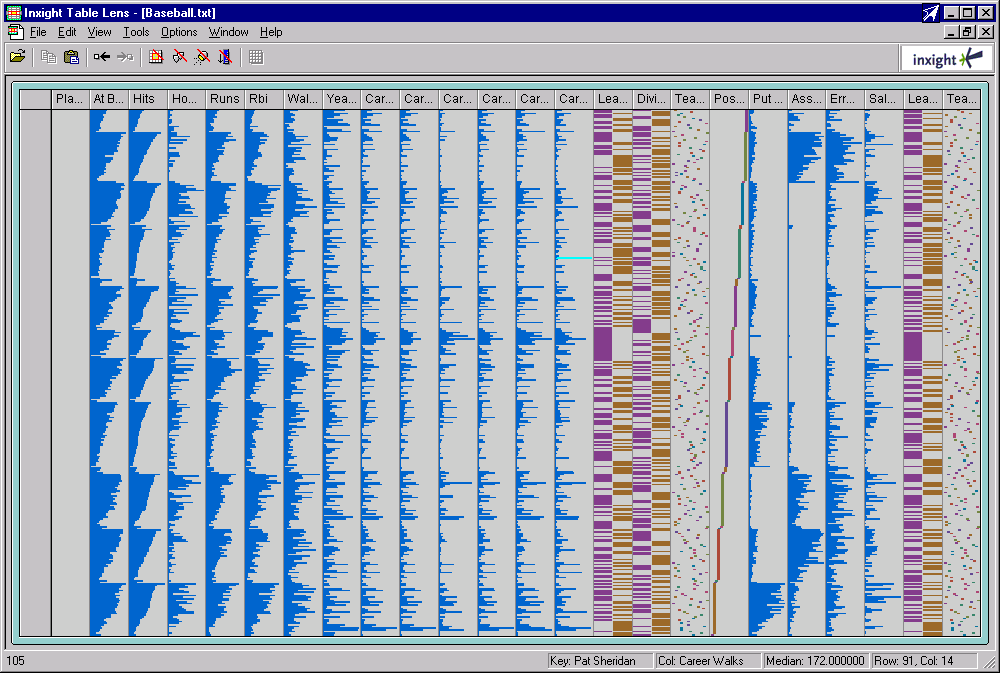 Inxight Table Lens - [Baseball.txt]
File Edit View Tools Options Window Help
inxight
Pla... At B... Hits Ho... Runs Rbi Wal... Yea... Car... Car... Car... Car... Car... Car... Lea... Divi... Tea... Pos... Put ... Ass... Err... Sal... Lea... Tea...
105 Key: Pat Sheridan Col: Career Walks Median: 172.000000 Row: 91, Col: 14